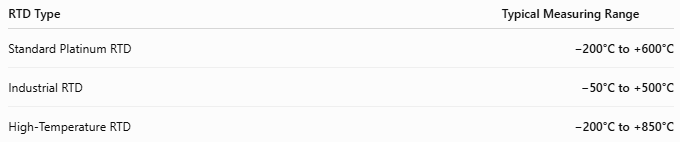 RTD Type Typical Measuring Range
Standard Platinum RTD −200°C to +600°C
Industrial RTD −50°C to +500°C
High-Temperature RTD −200°C to +850°C